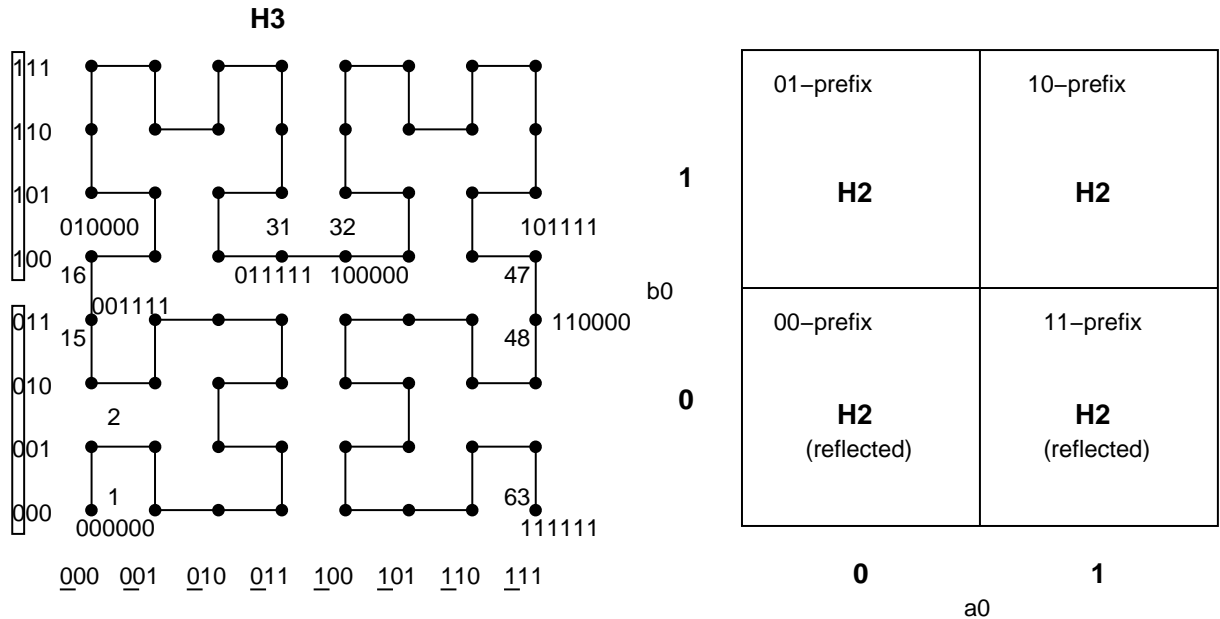 H3
111
110
101
010000 31 32 101111
100
16 011111 100000 47
001111
011
15 48 110000
010
2
001
1 63
000
000000 111111
000 001 010 011 100 101 110 111
01−prefix 10−prefix
1
H2 H2
b0
00−prefix 11−prefix
0
H2 H2
(reflected) (reflected)
0 1
a0